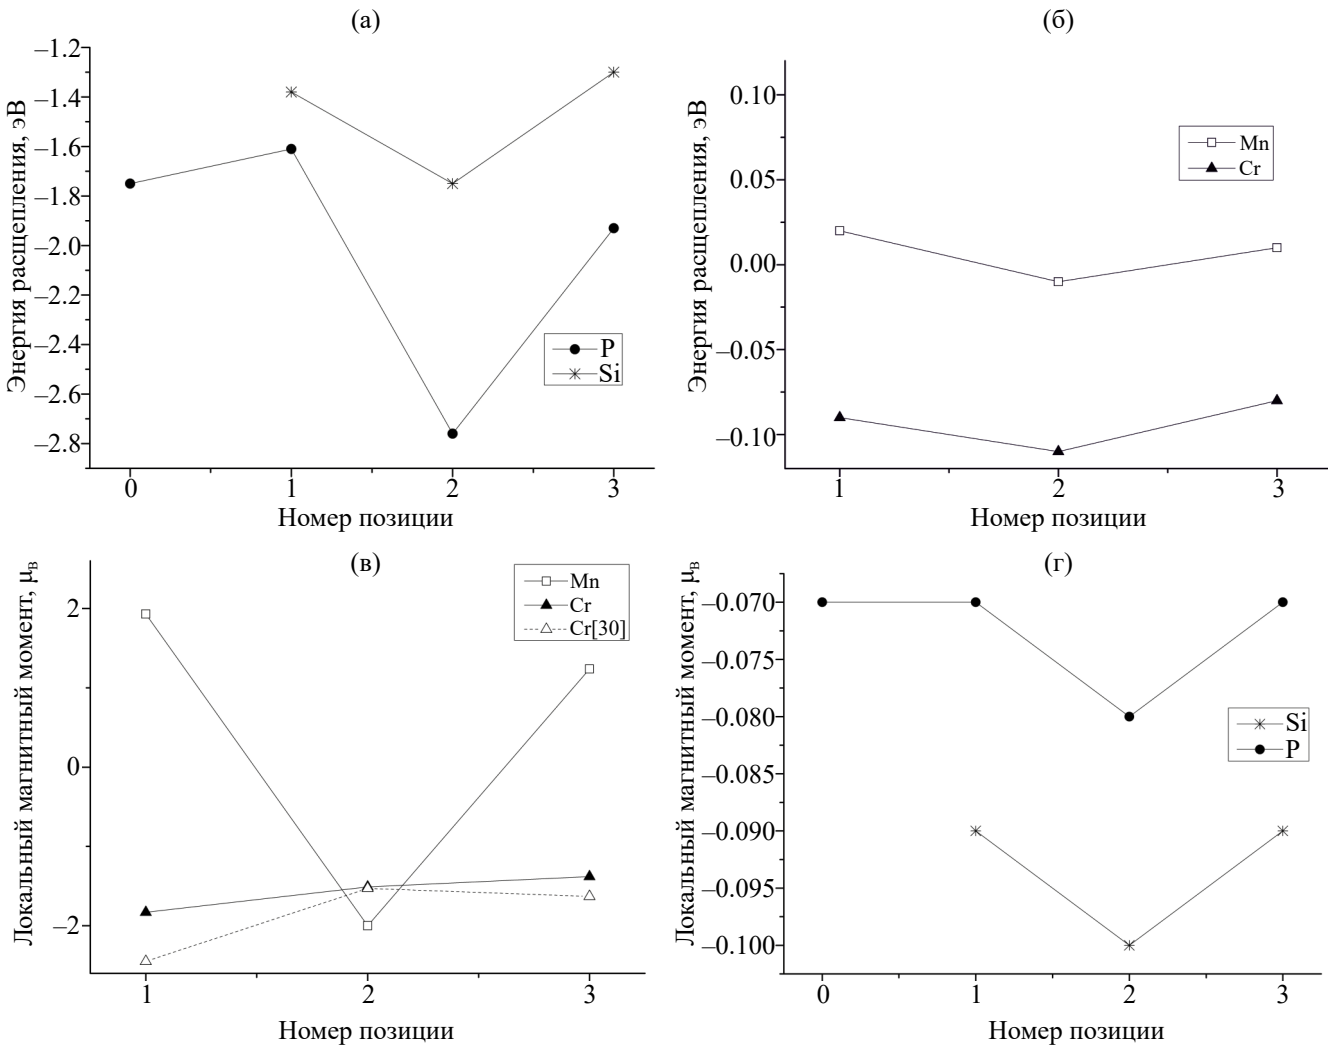 (а)
Энергия расщепления, эВ
–1.2
–1.4
–1.6
–1.8
–2.0
–2.2
–2.4
–2.6
–2.8
P
Si
0 1 2 3
Номер позиции
(б)
Энергия расщепления, эВ
0.10
0.05
0.00
–0.05
–0.10
Mn
Cr
1 2 3
Номер позиции
(в)
Локальный магнитный момент, μв
2
0
–2
Mn
Cr
Cr[30]
1 2 3
Номер позиции
(г)
Локальный магнитный момент, μв
–0.070
–0.075
–0.080
–0.085
–0.090
–0.095
–0.100
Si
P
0 1 2 3
Номер позиции